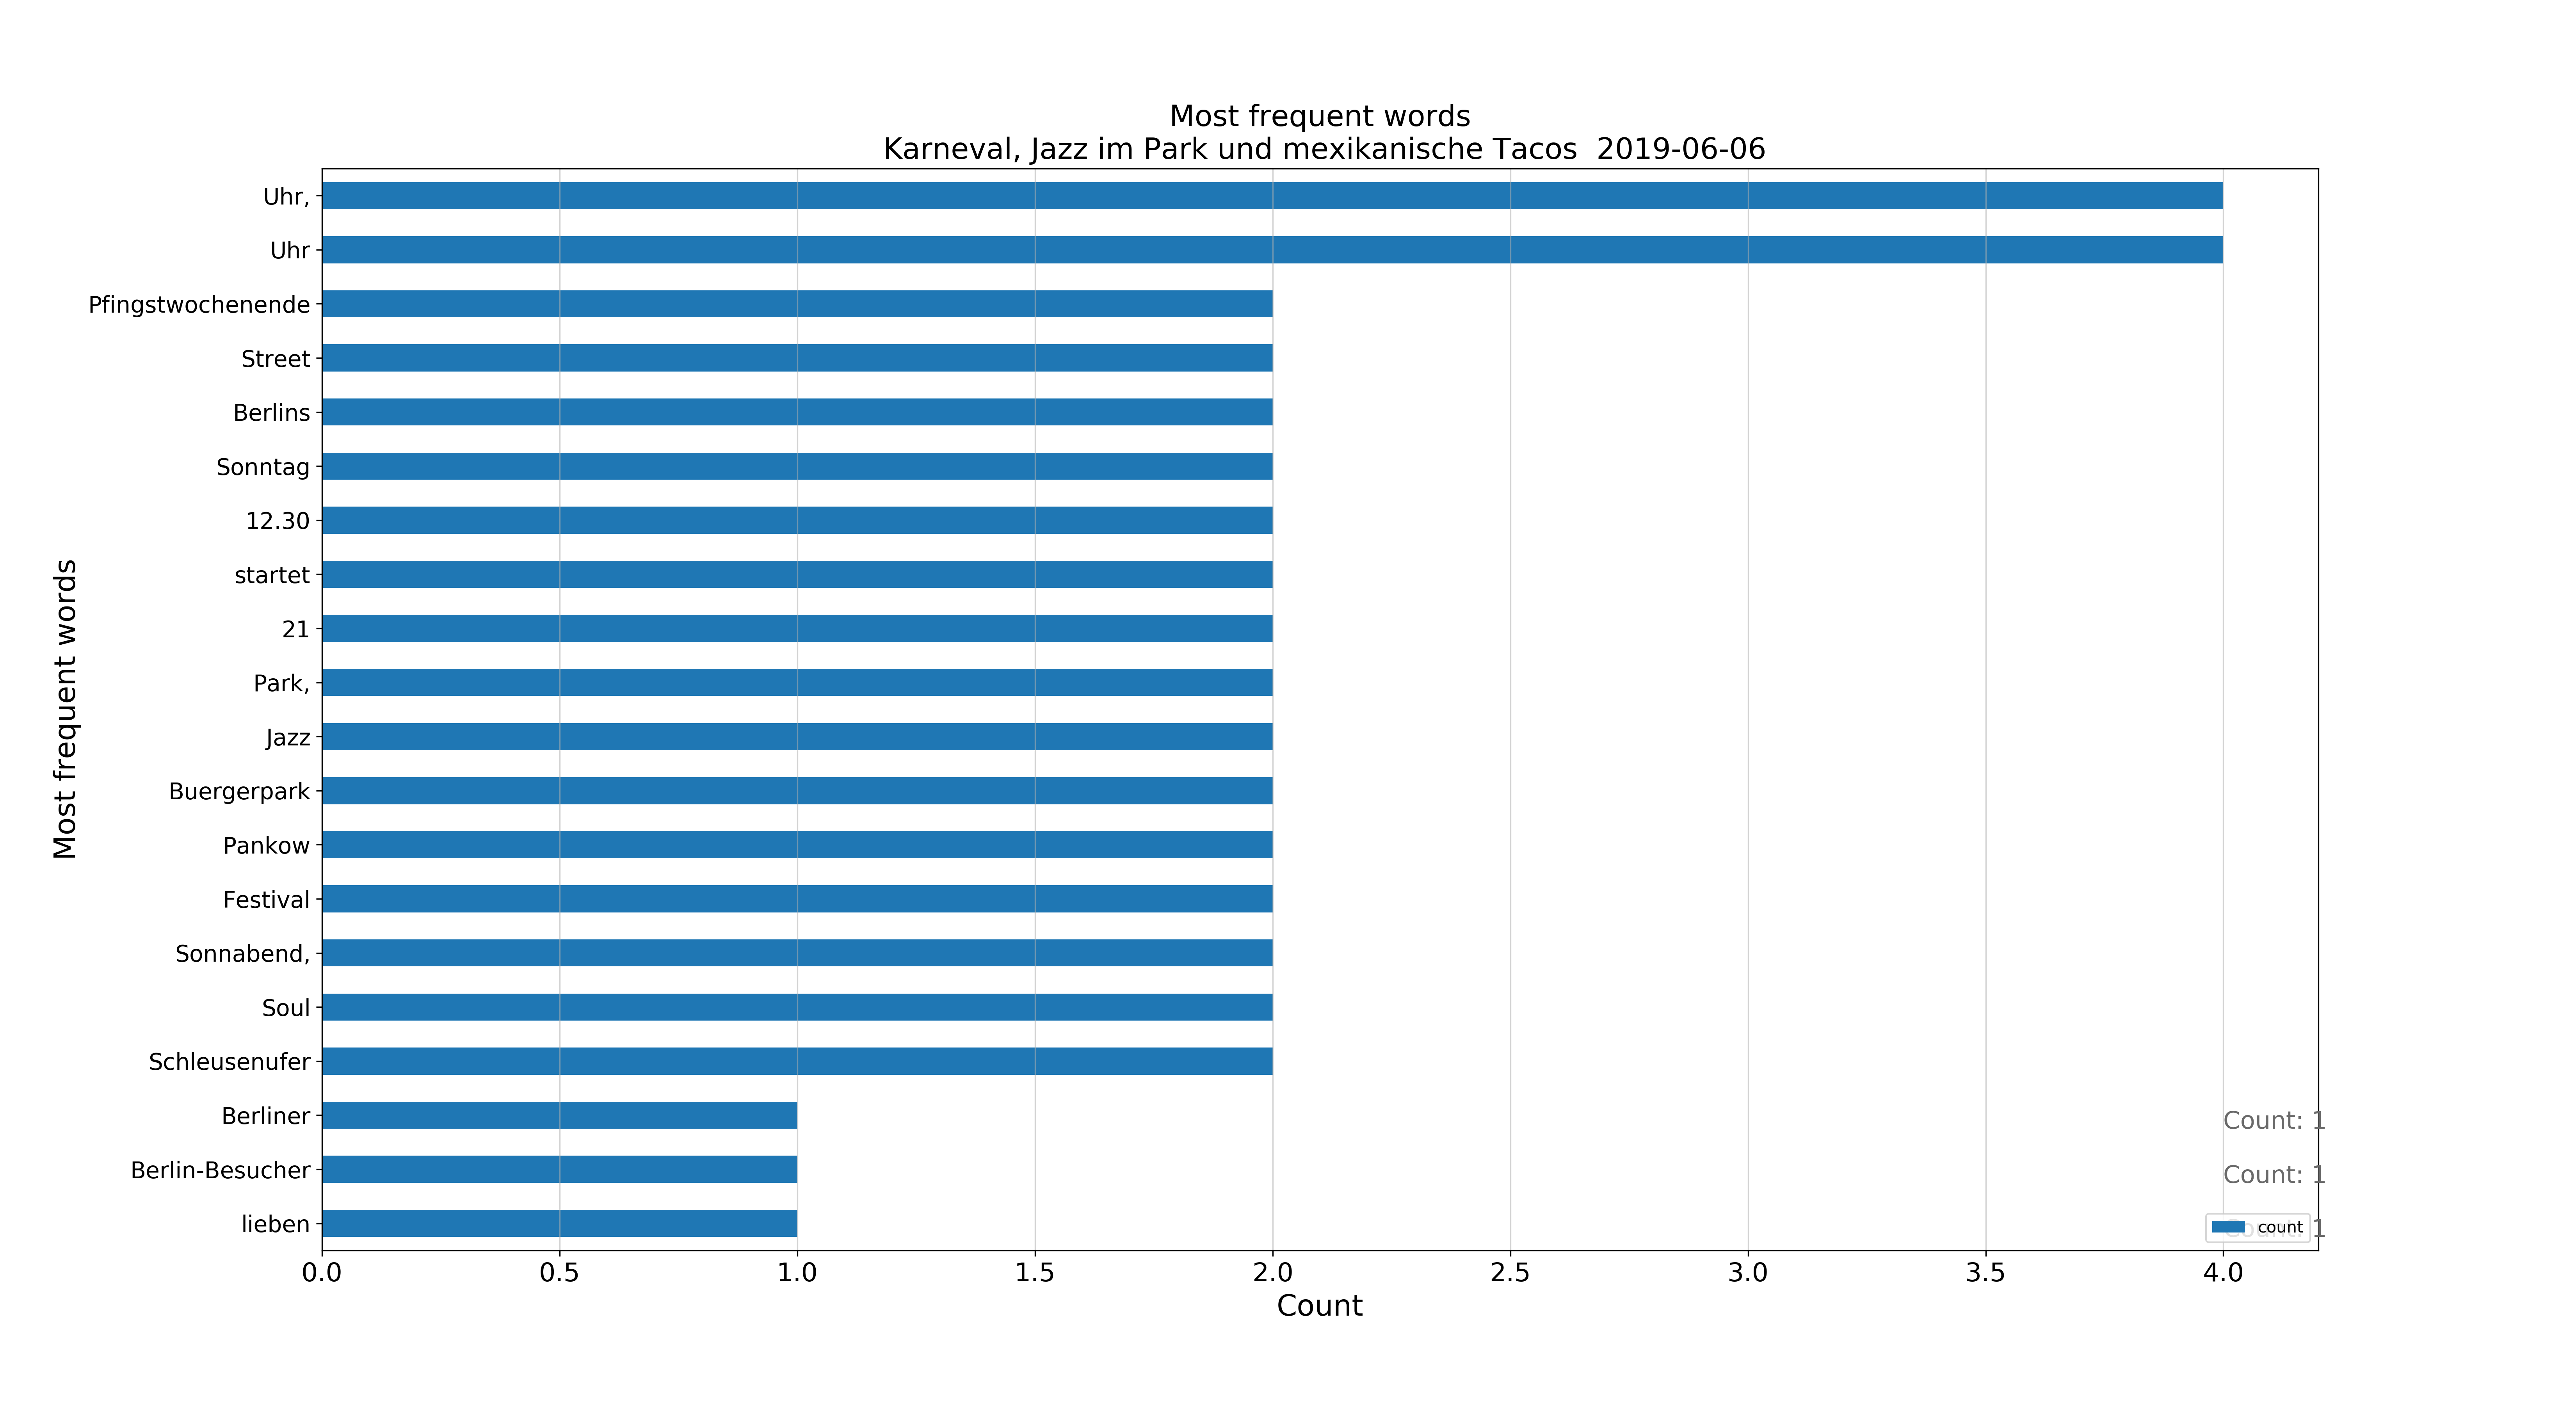 Most frequent words
Karneval, Jazz im Park und mexikanische Tacos  2019-06-06
Uhr,
Uhr
Pfingstwochenende
Street
Berlins
Sonntag
12.30
startet
21
Park,
Jazz
Buergerpark
Pankow
Festival
Sonnabend,
Soul
Schleusenufer
Berliner
Berlin-Besucher
lieben
Most frequent words
Count: 1
Count: 1
Count: 1
count
0.0 0.5 1.0 1.5 2.0 2.5 3.0 3.5 4.0
Count